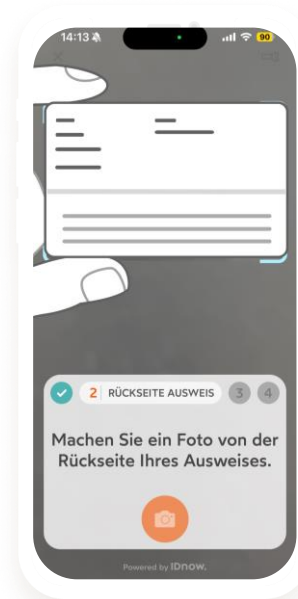 14:13
90
2 RÜCKSEITE AUSWEIS 3 4
Machen Sie ein Foto von der
Rückseite Ihres Ausweises.
Powered by IDnow.